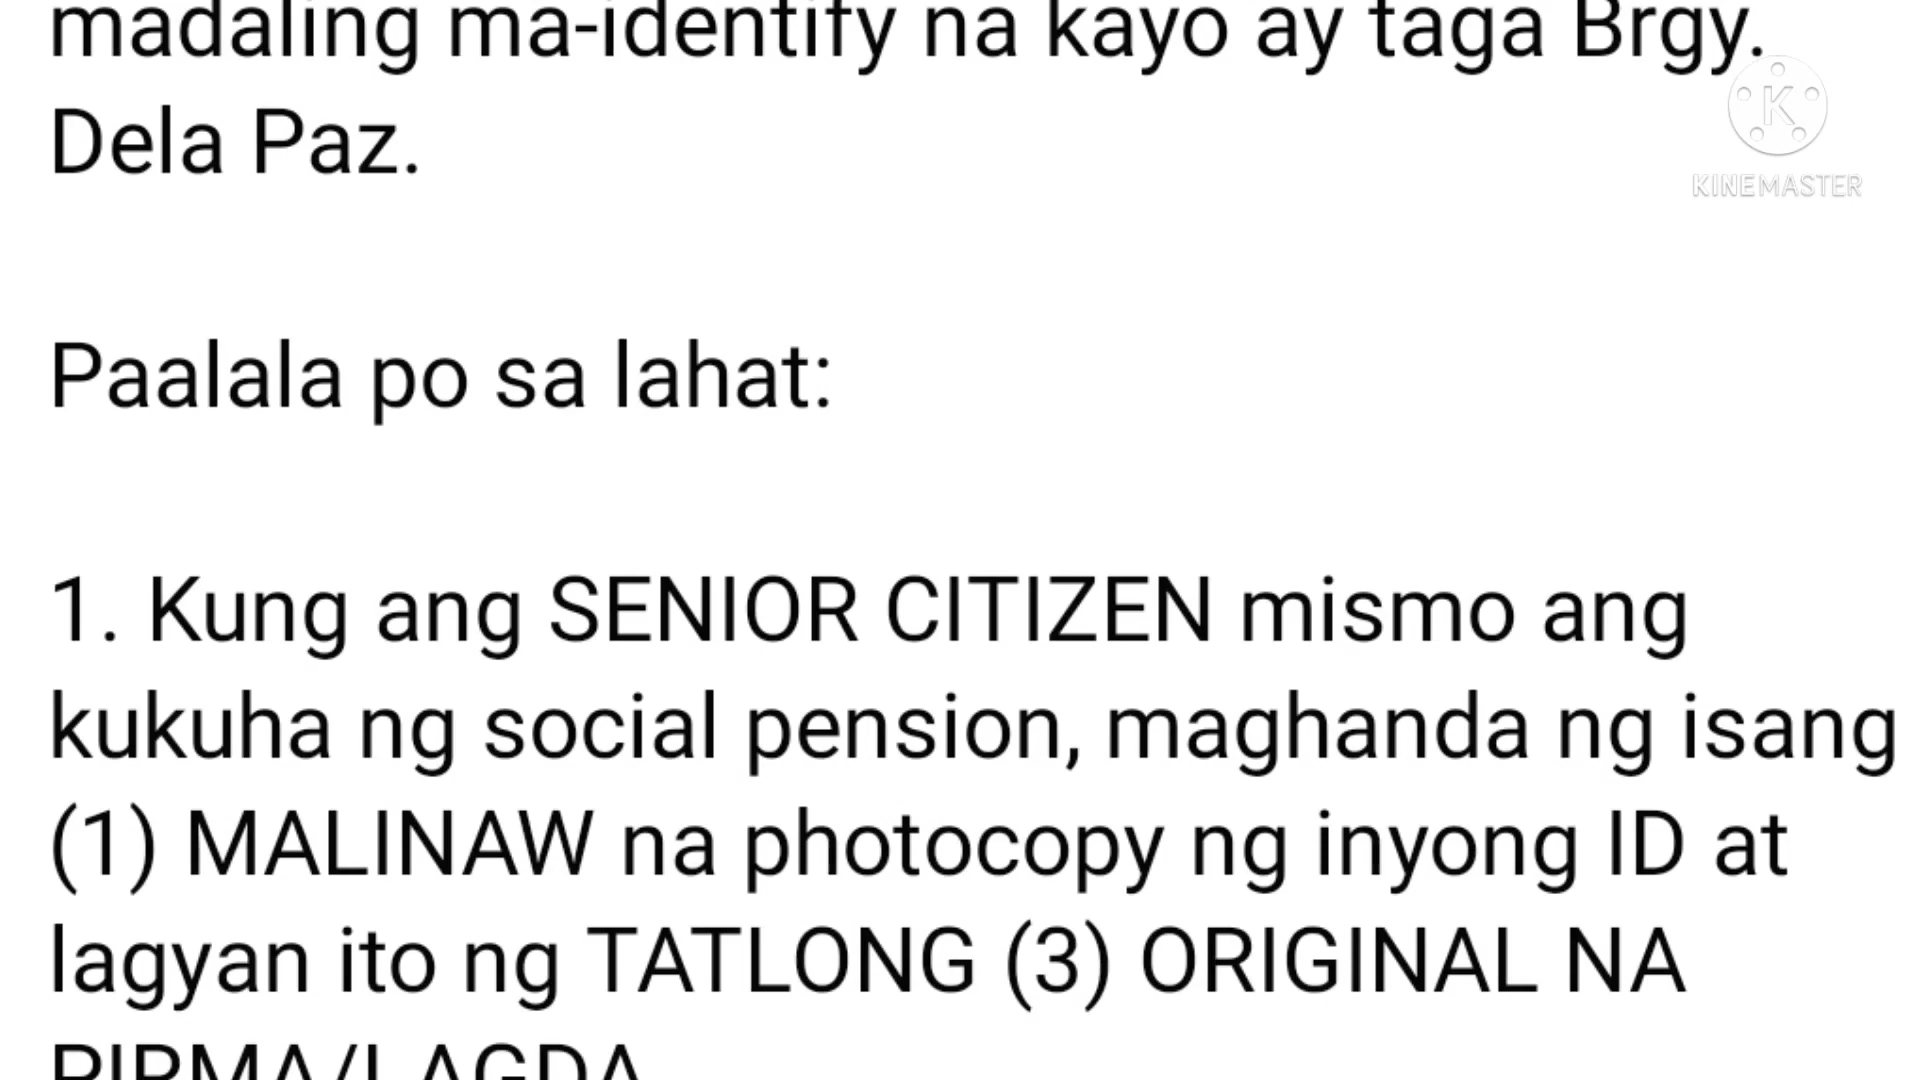 madaling ma-identify na kayo ay taga Brgy.
Dela Paz.
KINEMASTER
Paalala po sa lahat:
1. Kung ang SENIOR CITIZEN mismo ang
kukuha ng social pension, maghanda ng isang
(1) MALINAW na photocopy ng inyong ID at
lagyan ito ng TATLONG (3) ORIGINAL NA
PIRMA/LAGDA